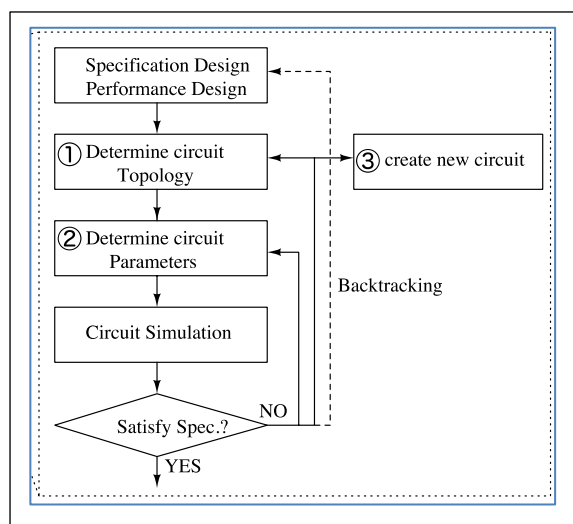 Specification Design
Performance Design
① Determine circuit
Topology
③ create new circuit
② Determine circuit
Parameters
Backtracking
Circuit Simulation
NO
Satisfy Spec.?
YES